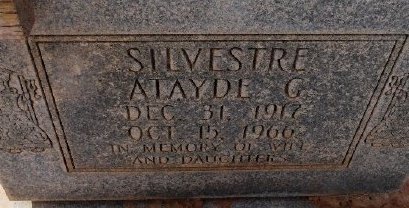 SILVESTRE
ATAYDE G.
DEC. 31, 1917
OCT. 15, 1966
IN MEMORY OF WIFE
AND DAUGHTERS